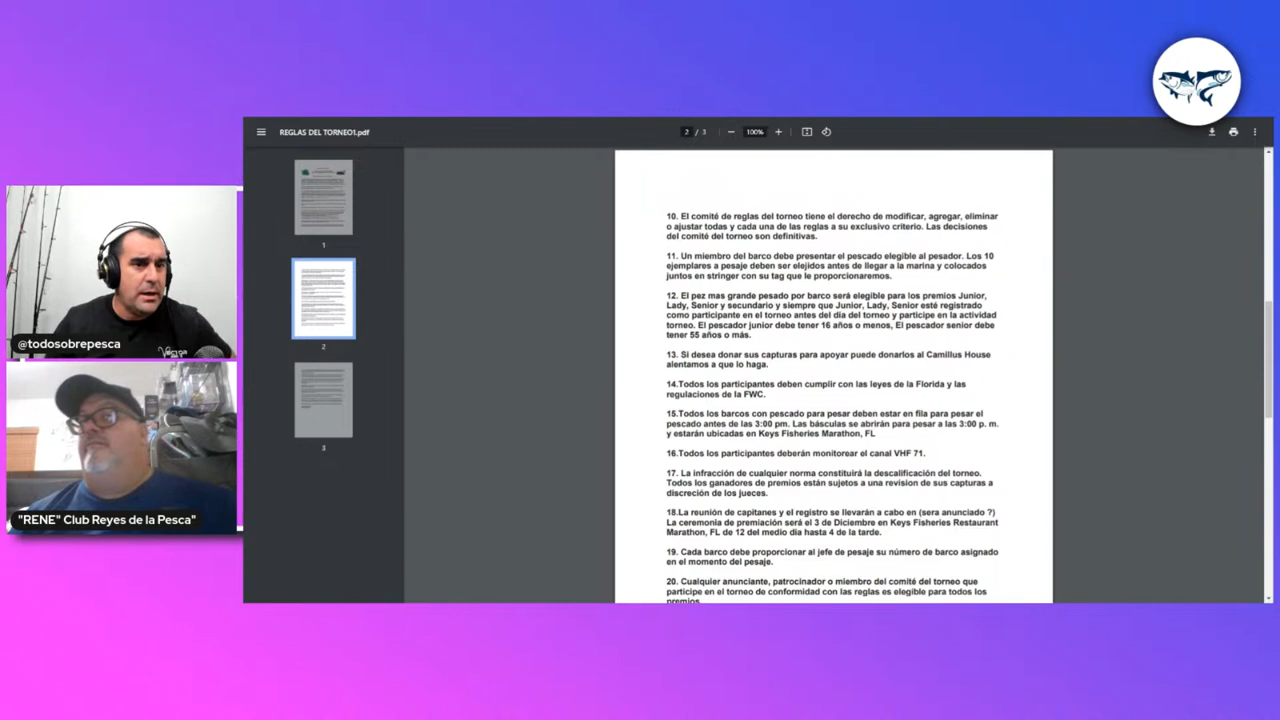 REGLAS DEL TORNEO1.pdf
2 / 3
100%
1
2
3
10. El comité de reglas del torneo tiene el derecho de modificar, agregar, eliminar
o ajustar todas y cada una de las reglas a su exclusivo criterio. Las decisiones
del comité del torneo son definitivas.
11. Un miembro del barco debe presentar el pescado elegible al pesador. Los 10
ejemplares a pesaje deben ser elejidos antes de llegar a la marina y colocados
juntos en stringer con su tag que le proporcionaremos.
12. El pez mas grande pesado por barco será elegible para los premios Junior,
Lady, Senior y secundario y siempre que Junior, Lady, Senior esté registrado
como participante en el torneo antes del día del torneo y participe en la actividad
torneo. El pescador junior debe tener 16 años o menos, El pescador senior debe
tener 55 años o más.
13. Si desea donar sus capturas para apoyar puede donarlos al Camillus House
alentamos a que lo haga.
14.Todos los participantes deben cumplir con las leyes de la Florida y las
regulaciones de la FWC.
15.Todos los barcos con pescado para pesar deben estar en fila para pesar el
pescado antes de las 3:00 pm. Las básculas se abrirán para pesar a las 3:00 p. m.
y estarán ubicadas en Keys Fisheries Marathon, FL
16.Todos los participantes deberán monitorear el canal VHF 71.
17. La infracción de cualquier norma constituirá la descalificación del torneo.
Todos los ganadores de premios están sujetos a una revision de sus capturas a
discreción de los jueces.
18.La reunión de capitanes y el registro se llevarán a cabo en (sera anunciado ?)
La ceremonia de premiación será el 3 de Diciembre en Keys Fisheries Restaurant
Marathon, FL de 12 del medio dia hasta 4 de la tarde.
19. Cada barco debe proporcionar al jefe de pesaje su número de barco asignado
en el momento del pesaje.
20. Cualquier anunciante, patrocinador o miembro del comité del torneo que
participe en el torneo de conformidad con las reglas es elegible para todos los
premios.
@todosobrepesca
"RENE" Club Reyes de la Pesca"